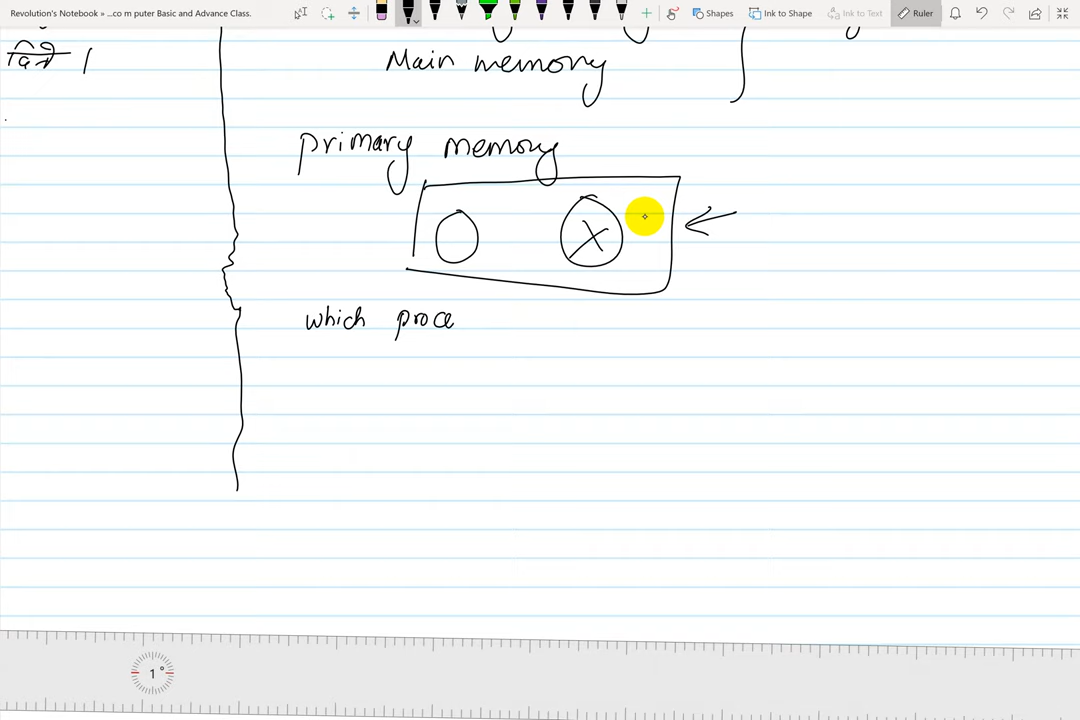 Revolution's Notebook » ...co m puter Basic and Advance Class.
Shapes
Ink to Shape
Ink to Text
Ruler
Main memory
primary memory
which proce
1°